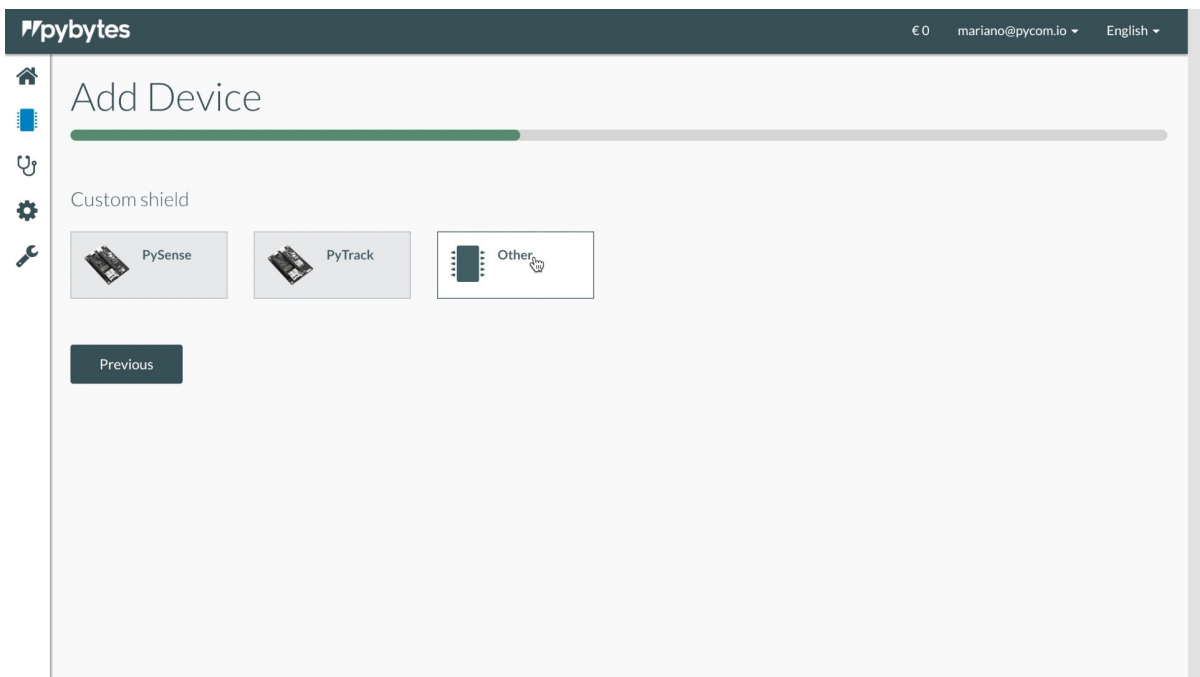 pybytes
€ 0 mariano@pycom.io English
Add Device
Custom shield
PySense PyTrack Other
Previous